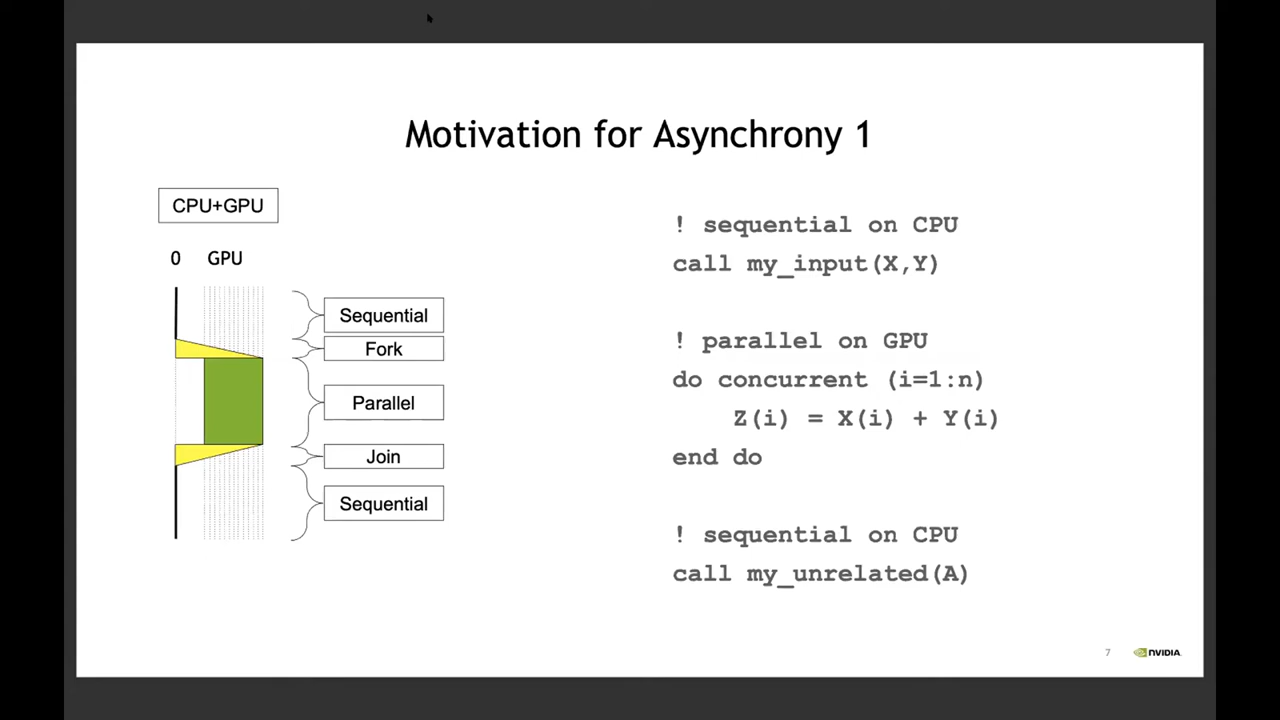 Motivation for Asynchrony 1
CPU+GPU
0 GPU
Sequential
Fork
Parallel
Join
Sequential
! sequential on CPU
call my_input(X,Y)
! parallel on GPU
do concurrent (i=1:n)
Z(i) = X(i) + Y(i)
end do
! sequential on CPU
call my_unrelated(A)
7
NVIDIA.